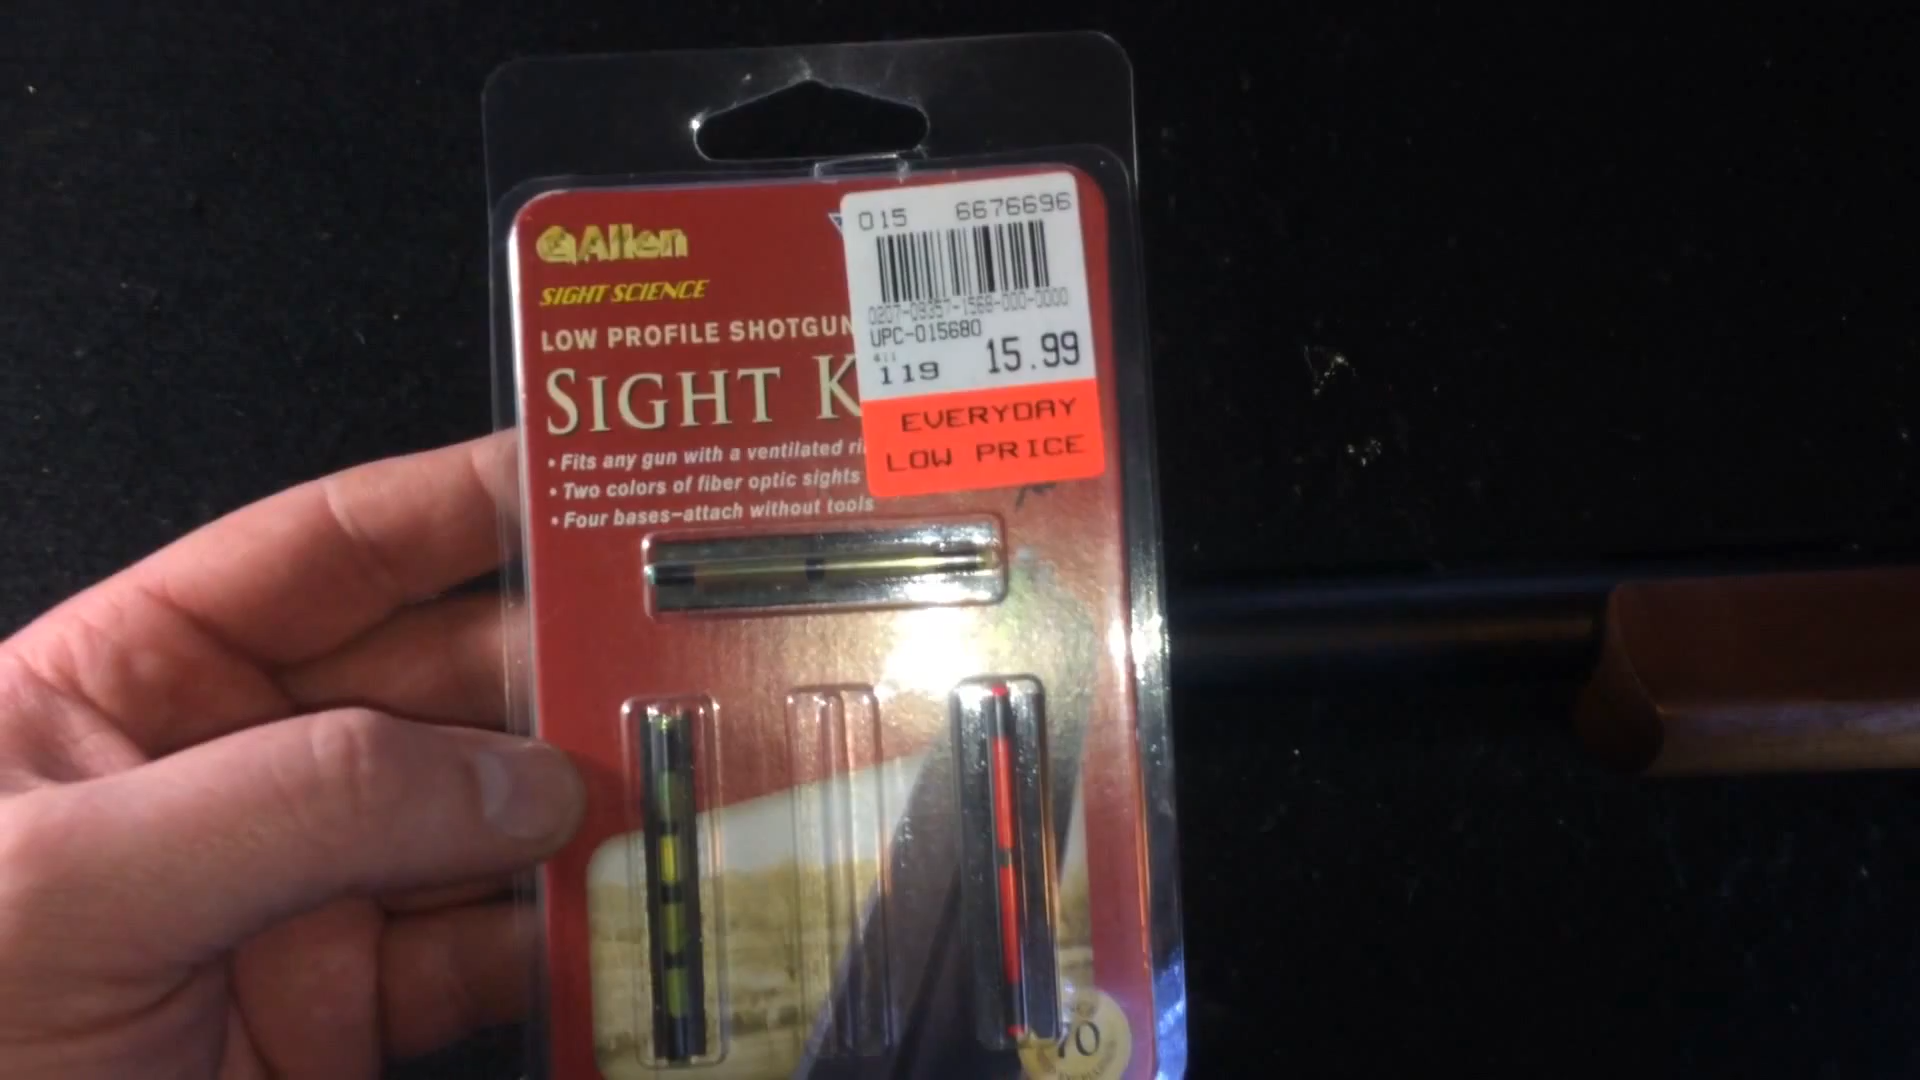 Allen
SIGHT SCIENCE
LOW PROFILE SHOTGUN
SIGHT K
• Fits any gun with a ventilated ri
• Two colors of fiber optic sights
• Four bases–attach without tools
015 6676696
0207-09357-1568-000-0000
UPC-015680
411
119 15.99
EVERYDAY
LOW PRICE
70